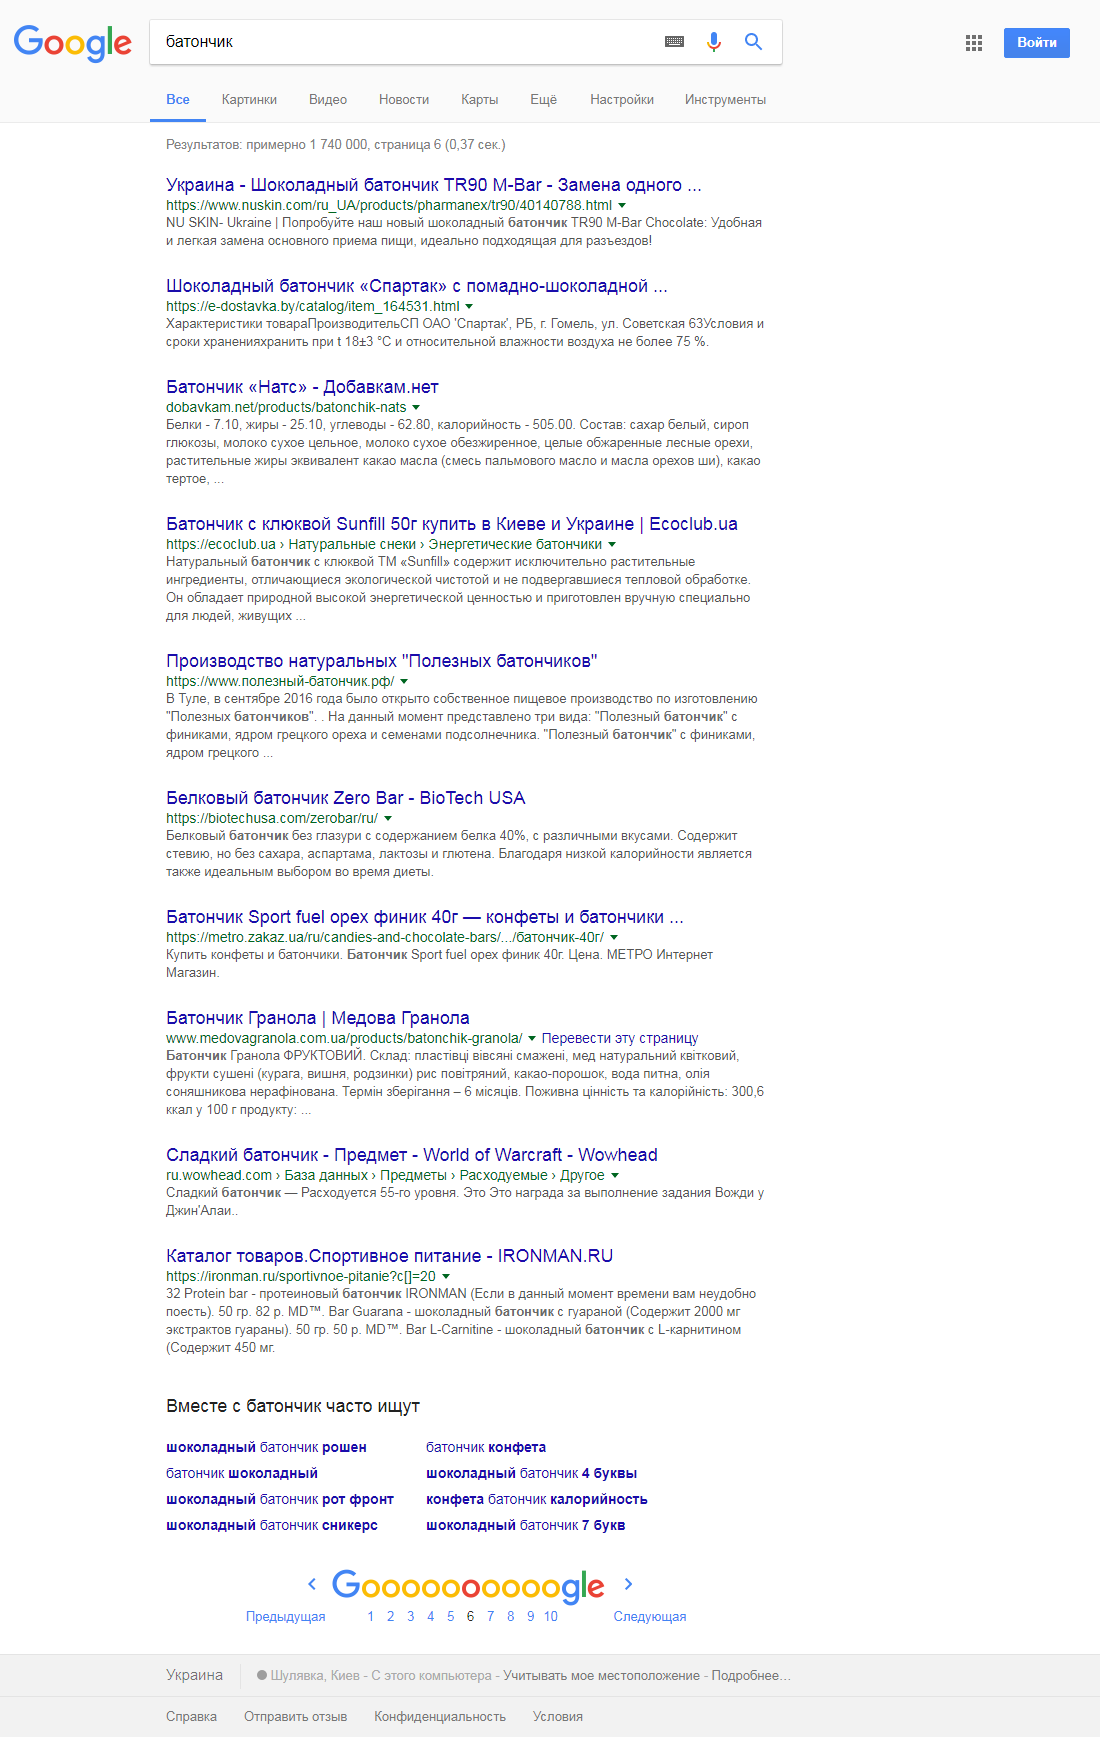 Google
батончик
Войти
Все Картинки Видео Новости Карты Ещё Настройки Инструменты
Результатов: примерно 1 740 000, страница 6 (0,37 сек.)
Украина - Шоколадный батончик TR90 M-Bar - Замена одного ...
https://www.nuskin.com/ru_UA/products/pharmanex/tr90/40140788.html
NU SKIN- Ukraine | Попробуйте наш новый шоколадный батончик TR90 M-Bar Chocolate: Удобная
и легкая замена основного приема пищи, идеально подходящая для разъездов!
Шоколадный батончик «Спартак» с помадно-шоколадной ...
https://e-dostavka.by/catalog/item_164531.html
Характеристики товараПроизводительСП ОАО 'Спартак', РБ, г. Гомель, ул. Советская 63Условия и
сроки храненияхранить при t 18±3 °C и относительной влажности воздуха не более 75 %.
Батончик «Натс» - Добавкам.нет
dobavkam.net/products/batonchik-nats
Белки - 7.10, жиры - 25.10, углеводы - 62.80, калорийность - 505.00. Состав: сахар белый, сироп
глюкозы, молоко сухое цельное, молоко сухое обезжиренное, целые обжаренные лесные орехи,
растительные жиры эквивалент какао масла (смесь пальмового масло и масла орехов ши), какао
тертое, ...
Батончик с клюквой Sunfill 50г купить в Киеве и Украине | Ecoclub.ua
https://ecoclub.ua › Натуральные снеки › Энергетические батончики
Натуральный батончик с клюквой ТМ «Sunfill» содержит исключительно растительные
ингредиенты, отличающиеся экологической чистотой и не подвергавшиеся тепловой обработке.
Он обладает природной высокой энергетической ценностью и приготовлен вручную специально
для людей, живущих ...
Производство натуральных "Полезных батончиков"
https://www.полезный-батончик.рф/
В Туле, в сентябре 2016 года было открыто собственное пищевое производство по изготовлению
"Полезных батончиков". . На данный момент представлено три вида: "Полезный батончик" с
финиками, ядром грецкого ореха и семенами подсолнечника. "Полезный батончик" с финиками,
ядром грецкого ...
Белковый батончик Zero Bar - BioTech USA
https://biotechusa.com/zerobar/ru/
Белковый батончик без глазури с содержанием белка 40%, с различными вкусами. Содержит
стевию, но без сахара, аспартама, лактозы и глютена. Благодаря низкой калорийности является
также идеальным выбором во время диеты.
Батончик Sport fuel орех финик 40г — конфеты и батончики ...
https://metro.zakaz.ua/ru/candies-and-chocolate-bars/.../батончик-40г/
Купить конфеты и батончики. Батончик Sport fuel орех финик 40г. Цена. МЕТРО Интернет
Магазин.
Батончик Гранола | Медова Гранола
www.medovagranola.com.ua/products/batonchik-granola/ Перевести эту страницу
Батончик Гранола ФРУКТОВИЙ. Склад: пластівці вівсяні смажені, мед натуральний квітковий,
фрукти сушені (курага, вишня, родзинки) рис повітряний, какао-порошок, вода питна, олія
соняшникова нерафінована. Термін зберігання – 6 місяців. Поживна цінність та калорійність: 300,6
ккал у 100 г продукту: ...
Сладкий батончик - Предмет - World of Warcraft - Wowhead
ru.wowhead.com › База данных › Предметы › Расходуемые › Другое
Сладкий батончик — Расходуется 55-го уровня. Это Это награда за выполнение задания Вожди у
Джин'Алаи..
Каталог товаров.Спортивное питание - IRONMAN.RU
https://ironman.ru/sportivnoe-pitanie?c[]=20
32 Protein bar - протеиновый батончик IRONMAN (Если в данный момент времени вам неудобно
поесть). 50 гр. 82 р. MD™. Bar Guarana - шоколадный батончик с гуараной (Содержит 2000 мг
экстрактов гуараны). 50 гр. 50 р. MD™. Bar L-Carnitine - шоколадный батончик с L-карнитином
(Содержит 450 мг.
Вместе с батончик часто ищут
шоколадный батончик рошен батончик конфета
батончик шоколадный шоколадный батончик 4 буквы
шоколадный батончик рот фронт конфета батончик калорийность
шоколадный батончик сникерс шоколадный батончик 7 букв
Goooooooooogle
Предыдущая 1 2 3 4 5 6 7 8 9 10 Следующая
Украина Шулявка, Киев - С этого компьютера - Учитывать мое местоположение - Подробнее…
Справка Отправить отзыв Конфиденциальность Условия